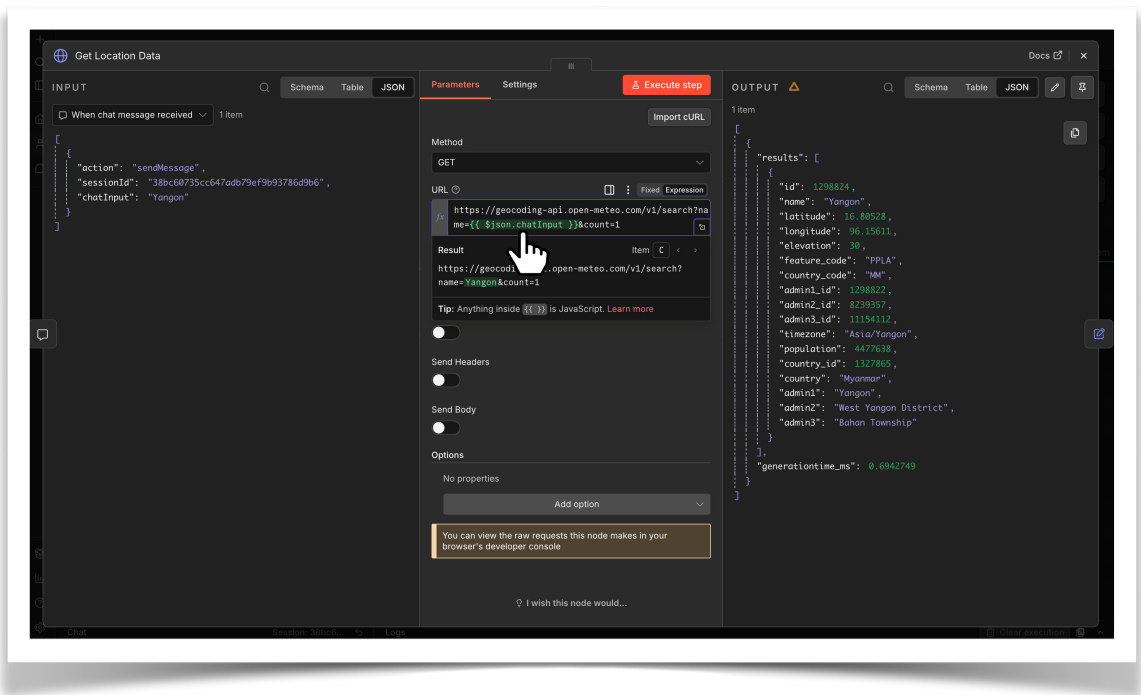 Get Location Data
Docs
INPUT
Schema Table JSON
When chat message received
1 item
[
{
"action": "sendMessage",
"sessionId": "38bc60735cc647adb79ef9b93786d9b6",
"chatInput": "Yangon"
}
]
Parameters Settings
Execute step
Import cURL
Method
GET
URL
Fixed Expression
fx
https://geocoding-api.open-meteo.com/v1/search?na
me={{ $json.chatInput }}&count=1
Result
Item C
https://geocodi .open-meteo.com/v1/search?
name=Yangon&count=1
Tip: Anything inside {{ }} is JavaScript. Learn more
Send Headers
Send Body
Options
No properties
Add option
You can view the raw requests this node makes in your
browser's developer console
I wish this node would...
OUTPUT
Schema Table JSON
1 item
[
{
"results": [
{
"id": 1298824,
"name": "Yangon",
"latitude": 16.80528,
"longitude": 96.15611,
"elevation": 30,
"feature_code": "PPLA",
"country_code": "MM",
"admin1_id": 1298822,
"admin2_id": 8239357,
"admin3_id": 11154112,
"timezone": "Asia/Yangon",
"population": 4477638,
"country_id": 1327865,
"country": "Myanmar",
"admin1": "Yangon",
"admin2": "West Yangon District",
"admin3": "Bahan Township"
}
],
"generationtime_ms": 0.6942749
}
]
Chat
Session: 38bc6...
Logs
Clear execution